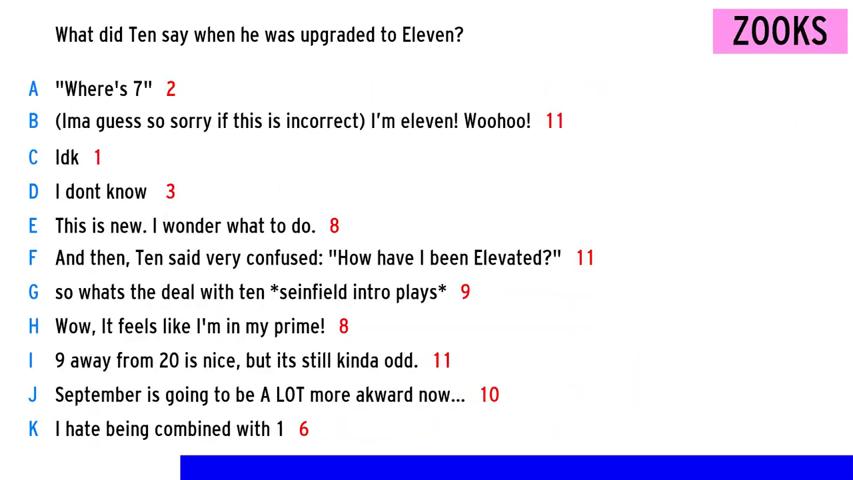 What did Ten say when he was upgraded to Eleven?
ZOOKS
A "Where's 7" 2
B (Ima guess so sorry if this is incorrect) I'm eleven! Woohoo! 11
C Idk 1
D I dont know 3
E This is new. I wonder what to do. 8
F And then, Ten said very confused: "How have I been Elevated?" 11
G so whats the deal with ten *seinfield intro plays* 9
H Wow, It feels like I'm in my prime! 8
I 9 away from 20 is nice, but its still kinda odd. 11
J September is going to be A LOT more akward now... 10
K I hate being combined with 1 6